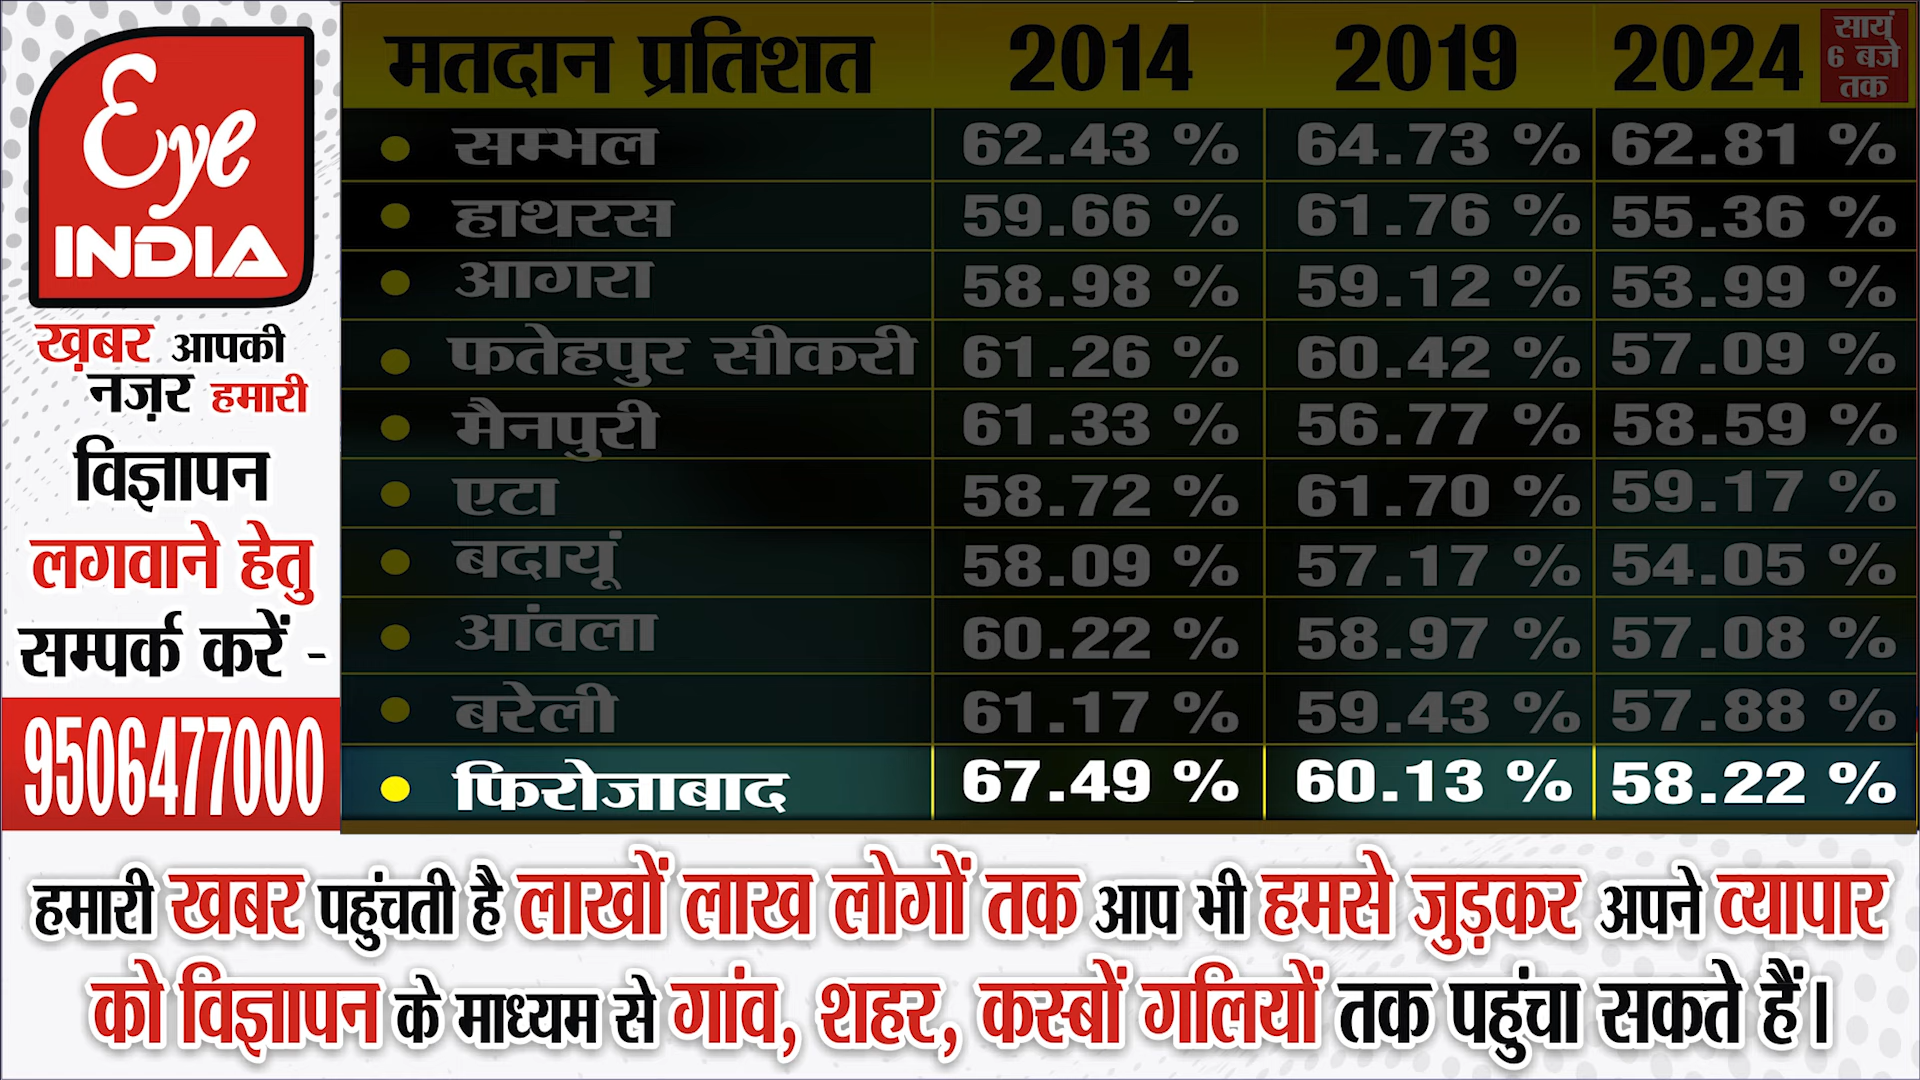 Eye
INDIA
ख़बर आपकी
नज़र हमारी
विज्ञापन
लगवाने हेतु
सम्पर्क करें -
9506477000
मतदान प्रतिशत 2014 2019 2024 सायं
6 बजे
तक
सम्भल 62.43 % 64.73 % 62.81 %
हाथरस 59.66 % 61.76 % 55.36 %
आगरा 58.98 % 59.12 % 53.99 %
फतेहपुर सीकरी 61.26 % 60.42 % 57.09 %
मैनपुरी 61.33 % 56.77 % 58.59 %
एटा 58.72 % 61.70 % 59.17 %
बदायूं 58.09 % 57.17 % 54.05 %
आंवला 60.22 % 58.97 % 57.08 %
बरेली 61.17 % 59.43 % 57.88 %
फिरोजाबाद 67.49 % 60.13 % 58.22 %
हमारी खबर पहुंचती है लाखों लाख लोगों तक आप भी हमसे जुड़कर अपने व्यापार
को विज्ञापन के माध्यम से गांव, शहर, कस्बों गलियों तक पहुंचा सकते हैं।